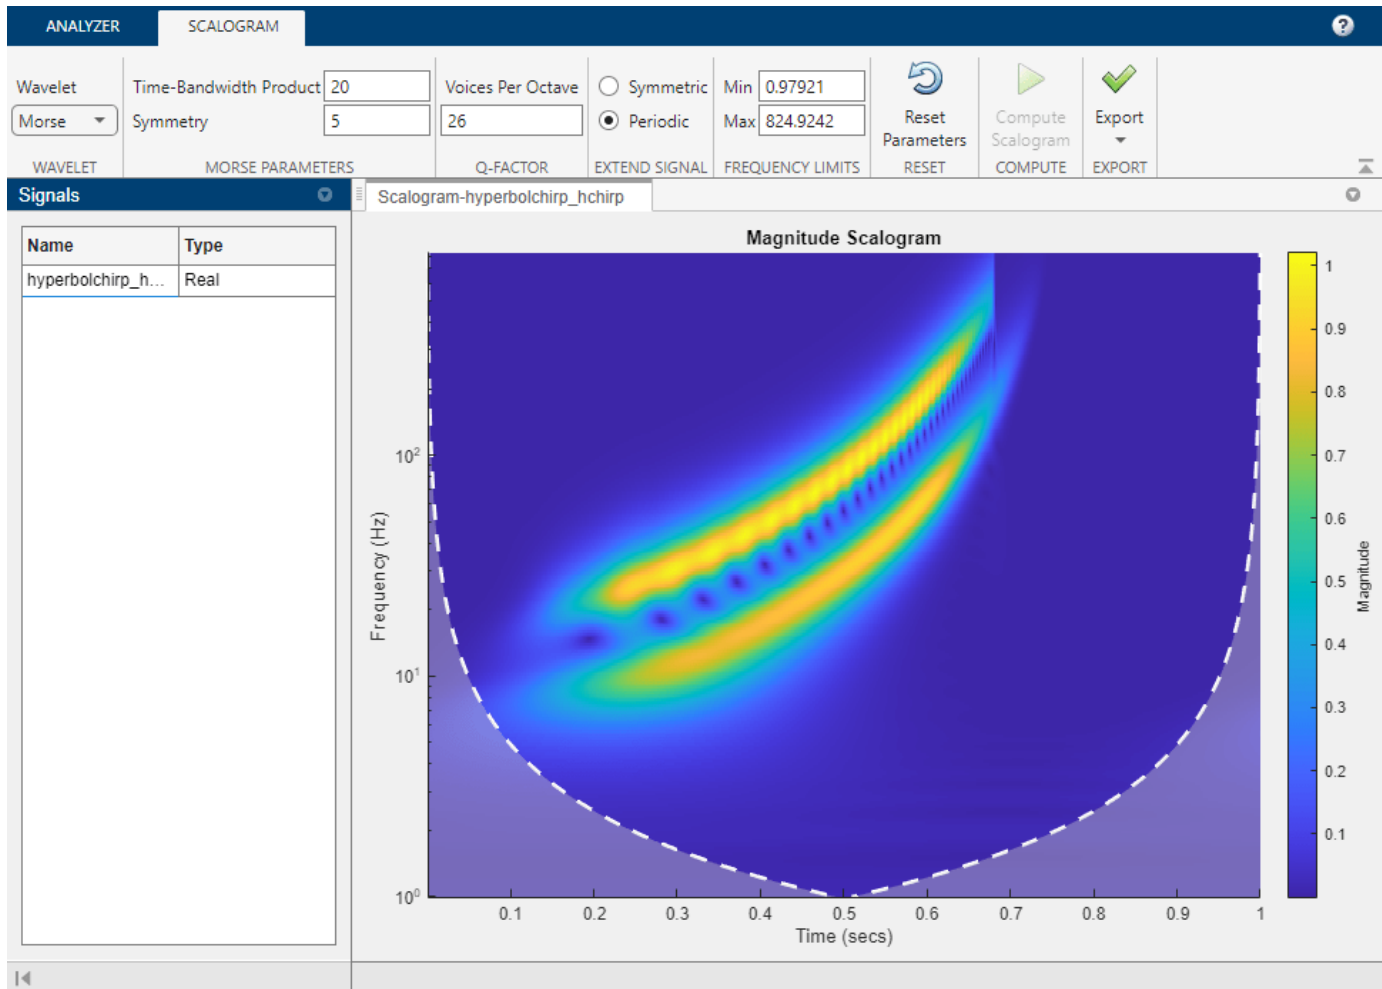 ANALYZER SCALOGRAM ?
Wavelet Time-Bandwidth Product 20 Voices Per Octave Symmetric Min 0.97921
Morse Symmetry 5 26 Periodic Max 824.9242 Reset Parameters Compute Scalogram Export
WAVELET MORSE PARAMETERS Q-FACTOR EXTEND SIGNAL FREQUENCY LIMITS RESET COMPUTE EXPORT
Signals Scalogram-hyperbolchirp_hchirp
Name Type
hyperbolchirp_h... Real
Magnitude Scalogram
Frequency (Hz)
10²
10¹
10⁰
0.1 0.2 0.3 0.4 0.5 0.6 0.7 0.8 0.9 1
Time (secs)
1
0.9
0.8
0.7
0.6
0.5
0.4
0.3
0.2
0.1
Magnitude